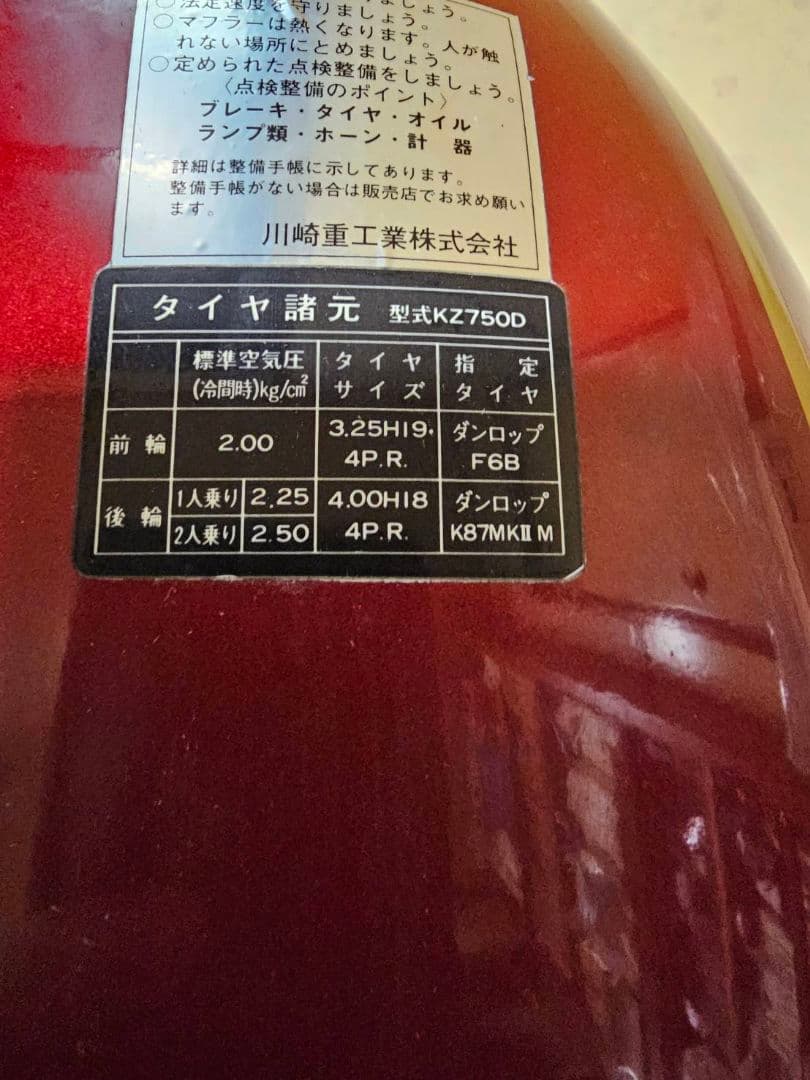 ○法定速度を守りましょう。
○マフラーは熱くなります。人が触
れない場所にとめましょう。
○定められた点検整備をしましょう。
〈点検整備のポイント〉
ブレーキ・タイヤ・オイル
ランプ類・ホーン・計 器
詳細は整備手帳に示してあります。
整備手帳がない場合は販売店でお求め願い
ます。
川崎重工業株式会社
タイヤ諸元 型式KZ750D
標準空気圧 タイヤ 指定
(冷間時)kg/cm² サイズ タイヤ
前輪 2.00 3.25H19・4P.R. ダンロップ F6B
後輪 1人乗り 2.25 4.00H18 ダンロップ
2人乗り 2.50 4P.R. K87MKⅡ M